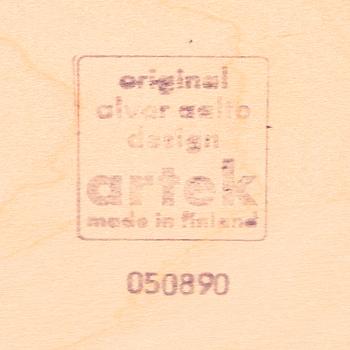 original
alvar aalto
design
artek
made in finland
050890